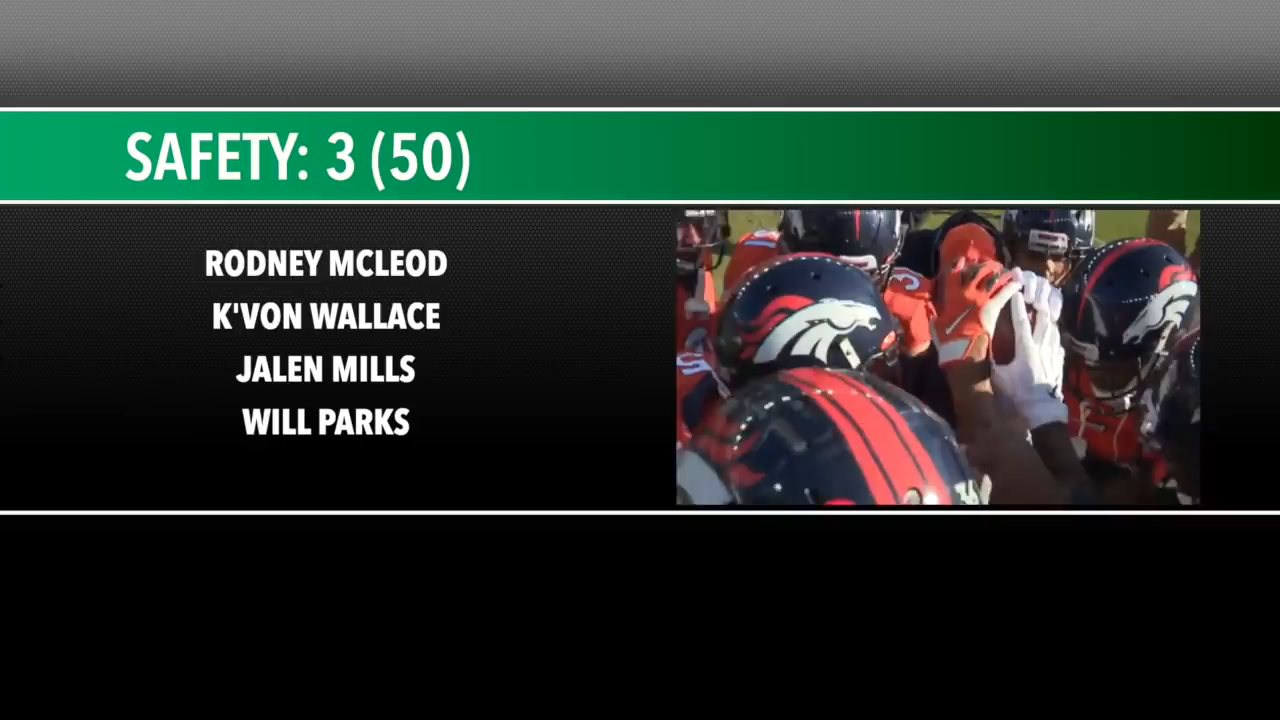 SAFETY: 3 (50)
RODNEY MCLEOD
K'VON WALLACE
JALEN MILLS
WILL PARKS